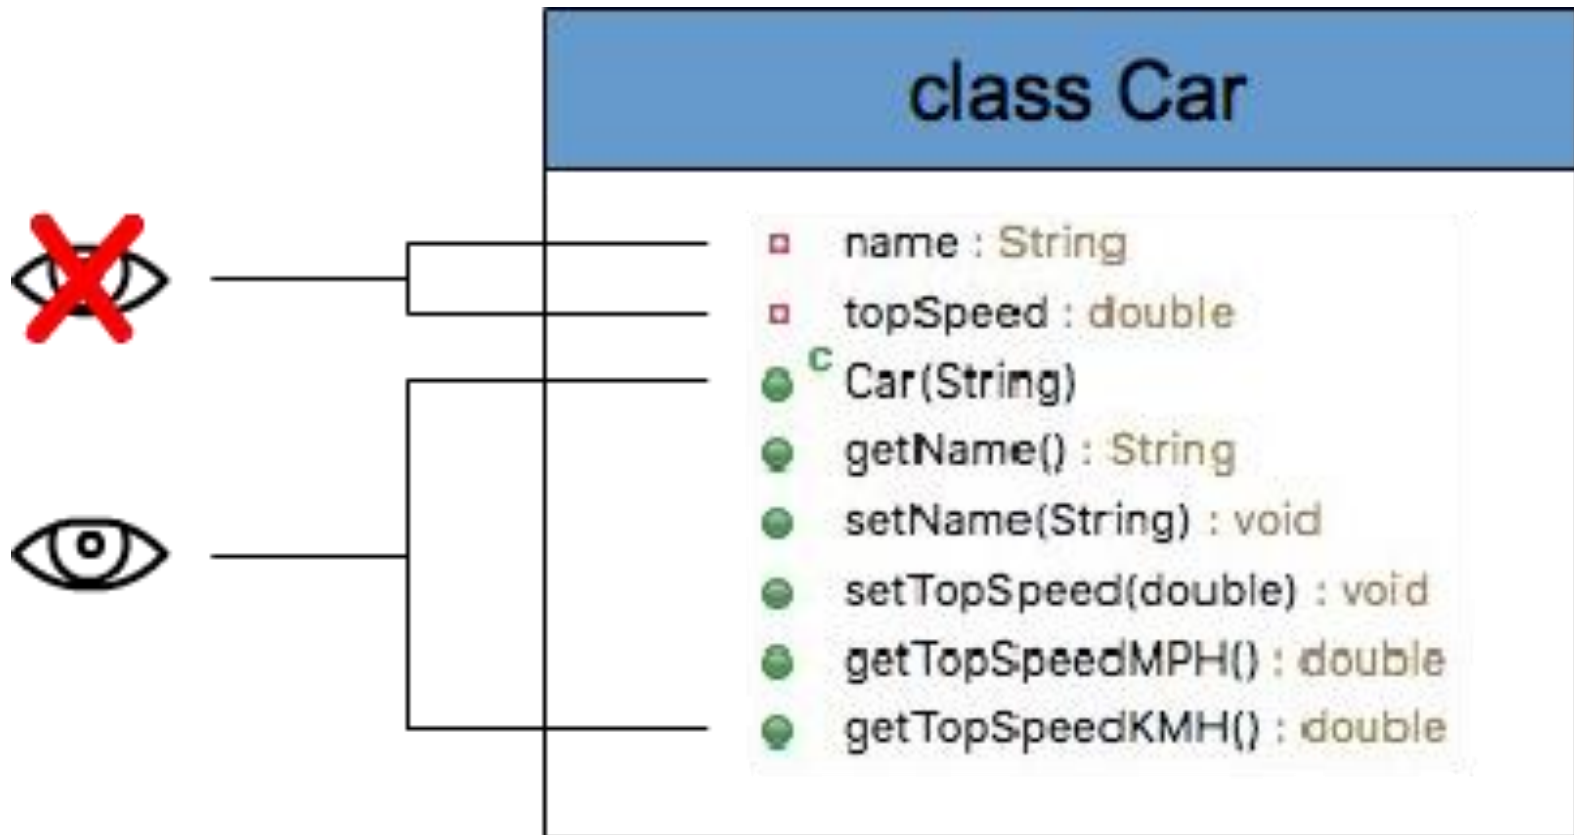 class Car
name : String
topSpeed : double
C Car(String)
getName() : String
setName(String) : void
setTopSpeed(double) : void
getTopSpeedMPH() : double
getTopSpeedKMH() : double